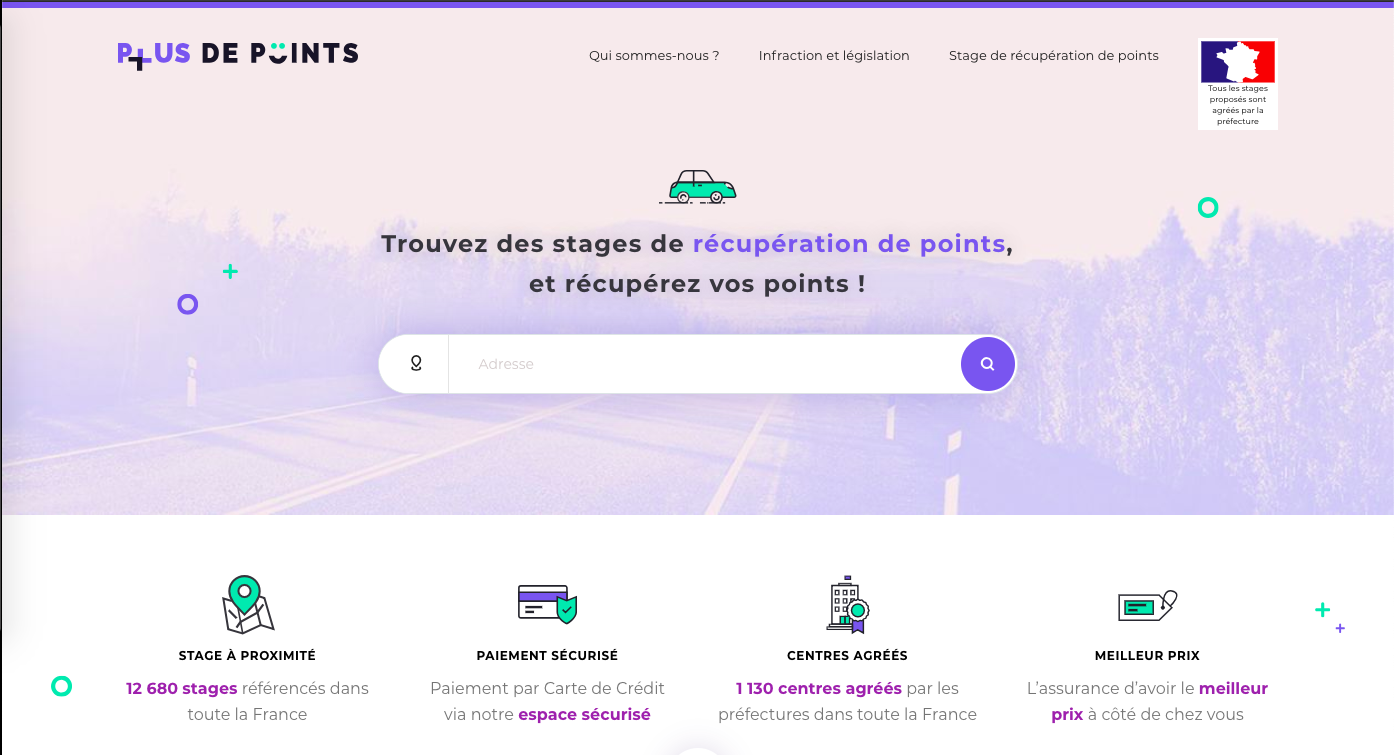 PLUS DE POINTS
Qui sommes-nous ?
Infraction et législation
Stage de récupération de points
Tous les stages
proposés sont
agréés par la
préfecture
Trouvez des stages de récupération de points,
et récupérez vos points !
Adresse
STAGE À PROXIMITÉ
12 680 stages référencés dans
toute la France
PAIEMENT SÉCURISÉ
Paiement par Carte de Crédit
via notre espace sécurisé
CENTRES AGRÉÉS
1 130 centres agréés par les
préfectures dans toute la France
MEILLEUR PRIX
L’assurance d’avoir le meilleur
prix à côté de chez vous